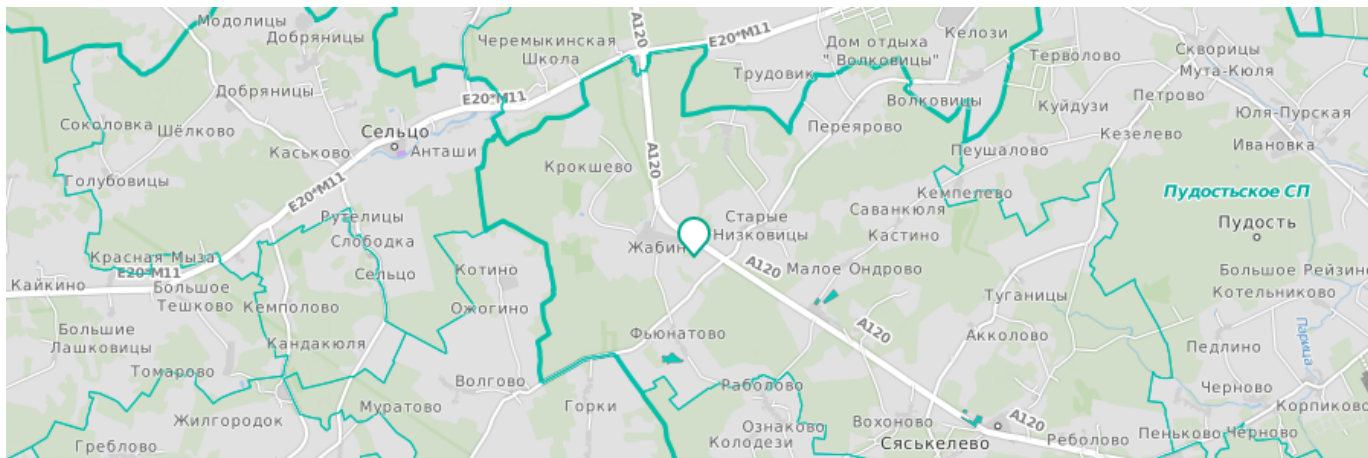 Модолицы
Добряницы
Черемыкинская
Школа
A120
E20*M11
Дом отдыха
" Волковицы"
Келози
Терволово
Скворицы
Мута-Кюля
Трудовик
Добряницы
E20*M11
Волковицы
Куйдузи
Петрово
Юля-Пурская
Соколовка
Шёлково
Сельцо
Переярово
Кезелево
Ивановка
Каськово
Анташи
Крокшево
A120
Пеушалово
Голубовицы
E20*M11
Кемпелево
Пудостьское СП
Рутелицы
Слободка
Старые
Низковицы
Саванкюля
Кастино
Пудость
Красная Мыза
E20*M11
Сельцо
Котино
A120
Малое Ондрово
Большое Рейзино
Котельниково
Кайкино
Большое
Тешково
Кемполово
Ожогино
Туганицы
Большие
Лашковицы
Кандакюля
Фьюнатово
A120
Акколово
Парица
Педлино
Томарово
Волгово
Раболово
Черново
Жилгородок
Муратово
Горки
Ознаково
Колодези
Вохоново
A120
Корпиково
Греблово
Сяськелево
Реболово
Пеньково
Черново